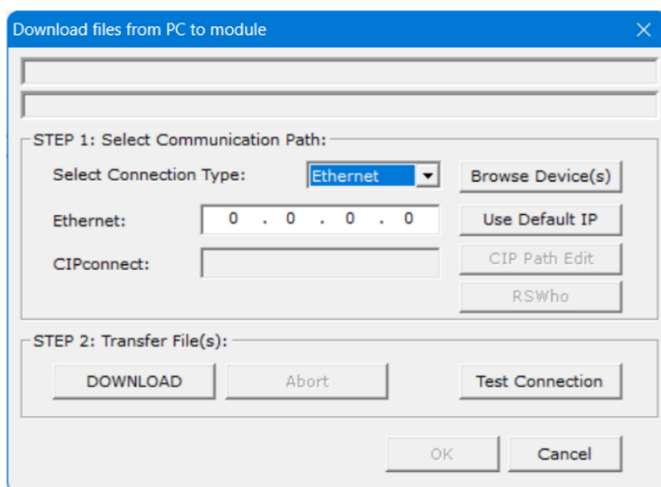 Download files from PC to module
STEP 1: Select Communication Path:
Select Connection Type: Ethernet Browse Device(s)
Ethernet: 0 . 0 . 0 . 0 Use Default IP
CIPconnect: CIP Path Edit
RSWho
STEP 2: Transfer File(s):
DOWNLOAD Abort Test Connection
OK Cancel